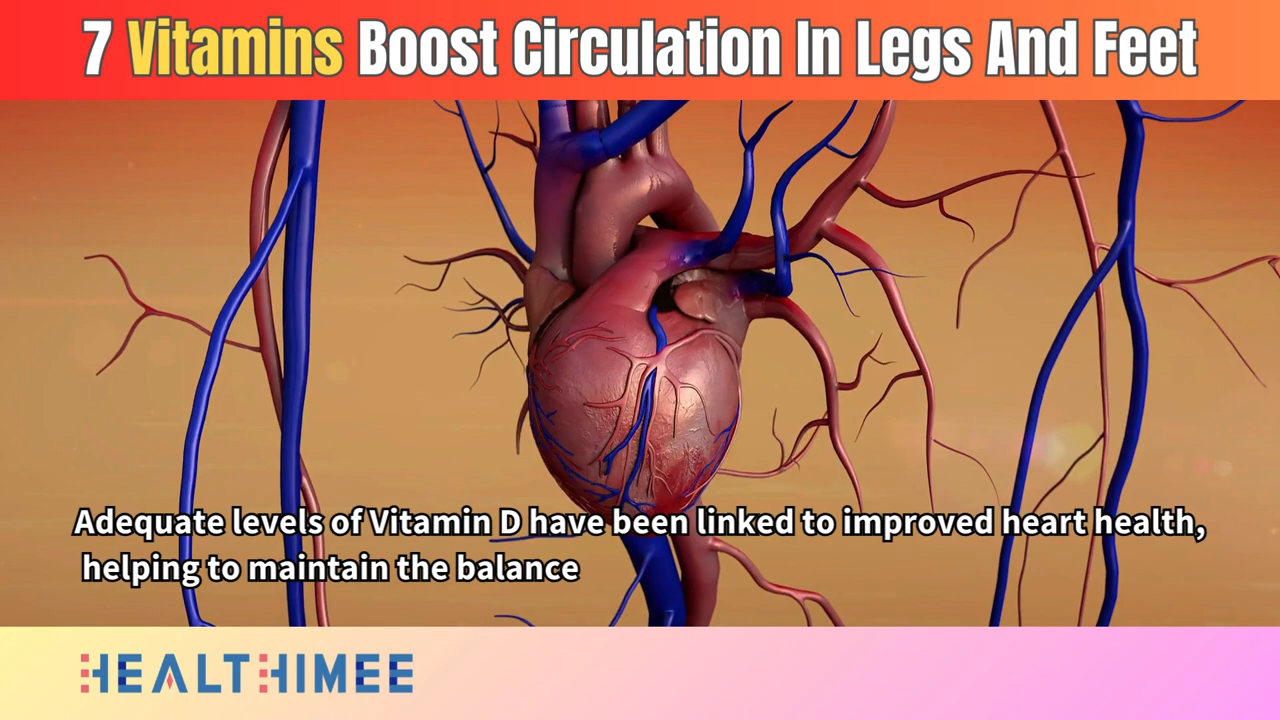 7 Vitamins Boost Circulation In Legs And Feet
Adequate levels of Vitamin D have been linked to improved heart health,
helping to maintain the balance
HEALTHIMEE